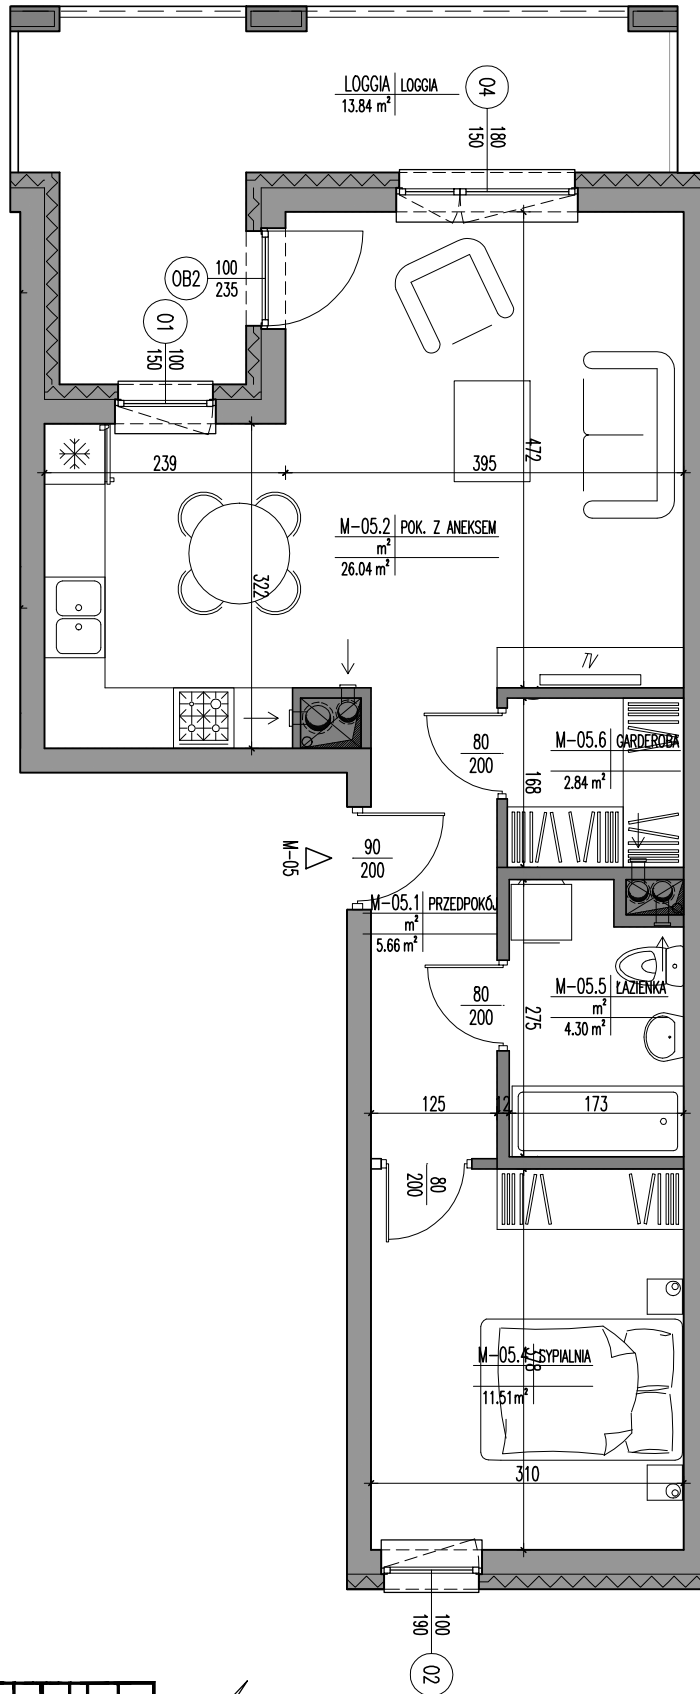 LOGGIA LOGGIA
13.84 m²
04
180
150
OB2
100
235
01
100
150
239
395
472
M-05.2 POK. Z ANEKSEM
m²
26.04 m²
322
TV
80
200
M-05.6 GARDEROBA
2.84 m²
168
M-05
90
200
M-05.1 PRZEDPOKÓJ
m²
5.66 m²
80
200
M-05.5 ŁAZIENKA
m²
4.30 m²
275
125
12
173
80
200
M-05.4 SYPIALNIA
11.51m²
378
310
100
190
02